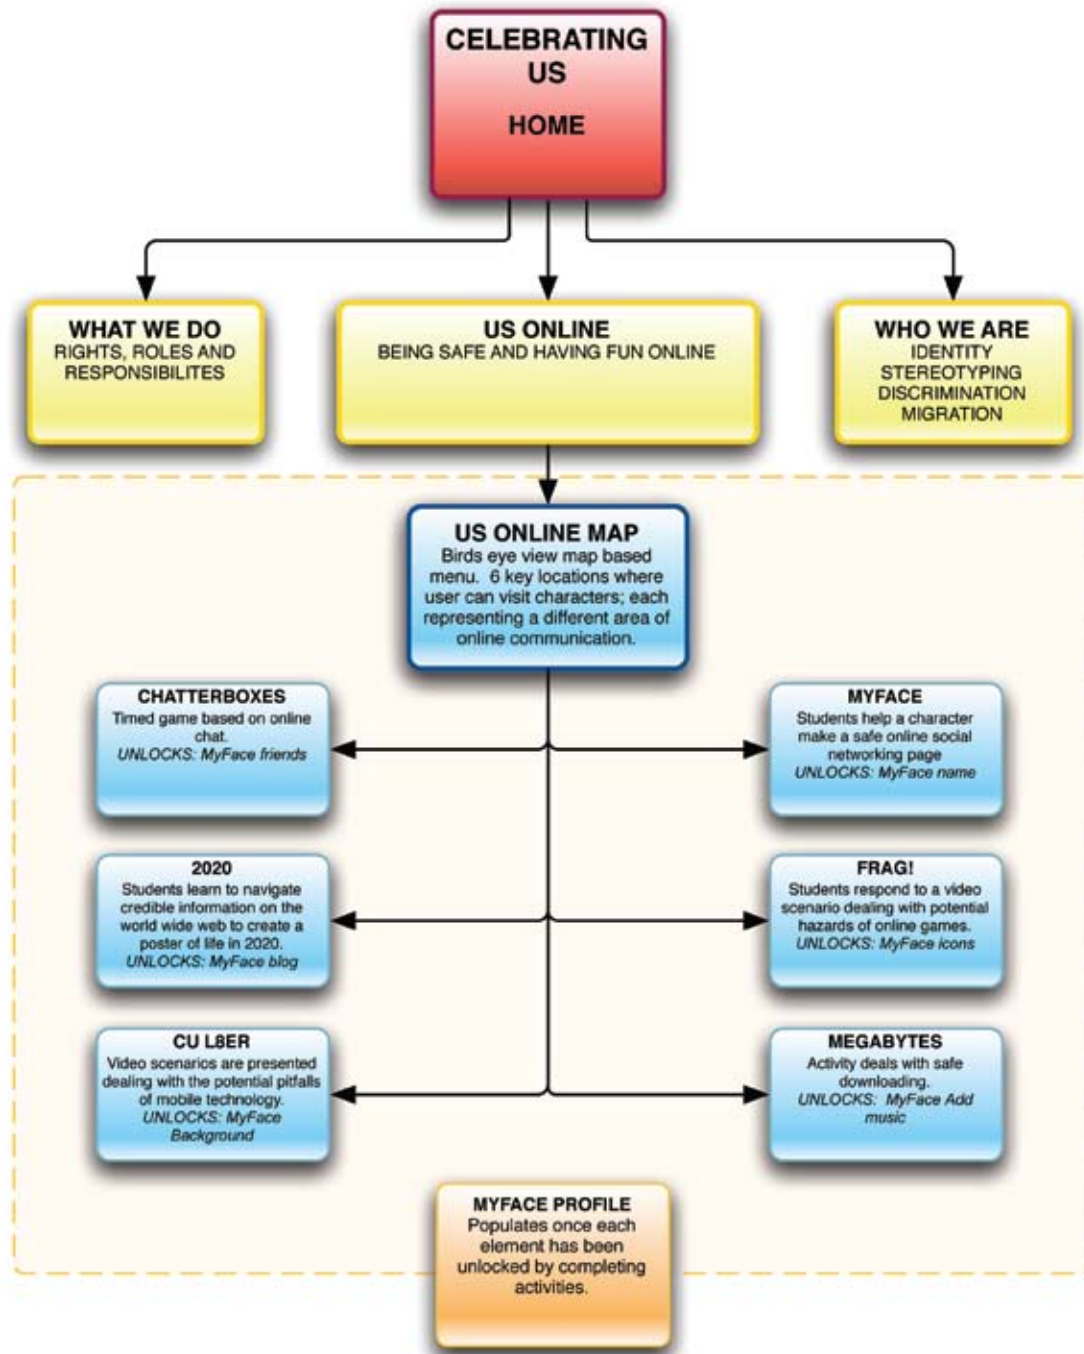 CELEBRATING
US
HOME
WHAT WE DO
RIGHTS, ROLES AND
RESPONSIBILITES
US ONLINE
BEING SAFE AND HAVING FUN ONLINE
WHO WE ARE
IDENTITY
STEREOTYPING
DISCRIMINATION
MIGRATION
US ONLINE MAP
Birds eye view map based
menu. 6 key locations where
user can visit characters; each
representing a different area of
online communication.
CHATTERBOXES
Timed game based on online
chat.
UNLOCKS: MyFace friends
MYFACE
Students help a character
make a safe online social
networking page
UNLOCKS: MyFace name
2020
Students learn to navigate
credible information on the
world wide web to create a
poster of life in 2020.
UNLOCKS: MyFace blog
FRAG!
Students respond to a video
scenario dealing with potential
hazards of online games.
UNLOCKS: MyFace icons
CU L8ER
Video scenarios are presented
dealing with the potential pitfalls
of mobile technology.
UNLOCKS: MyFace
Background
MEGABYTES
Activity deals with safe
downloading.
UNLOCKS: MyFace Add
music
MYFACE PROFILE
Populates once each
element has been
unlocked by completing
activities.